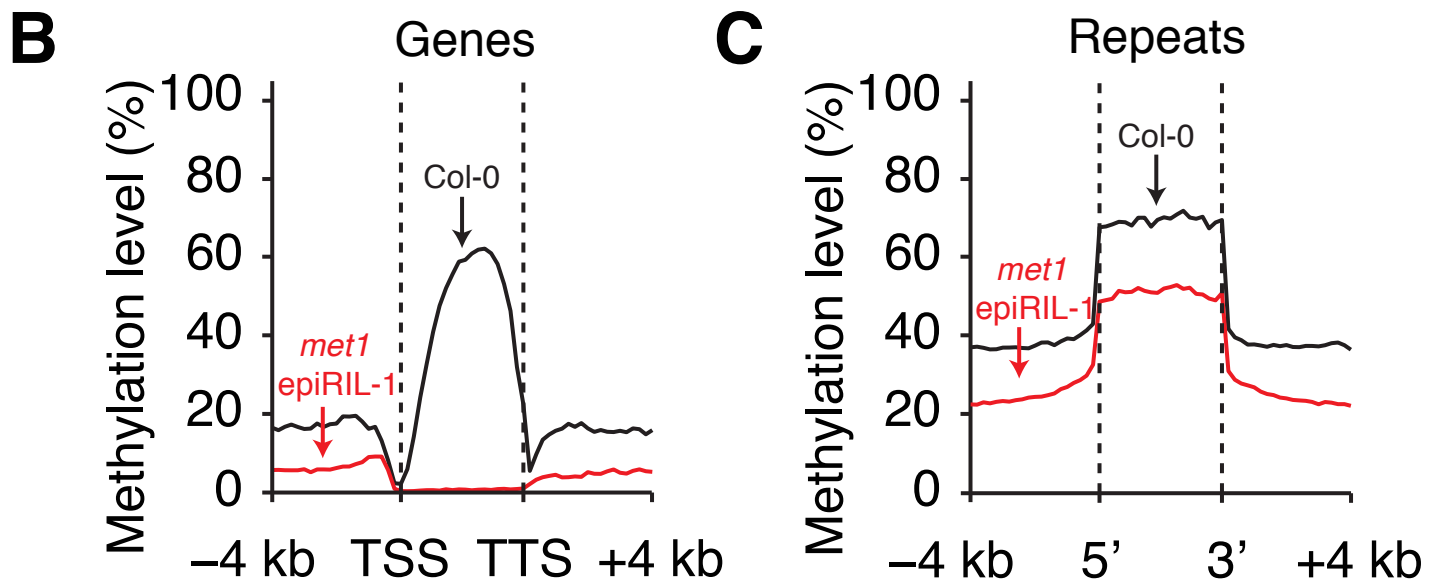 B
Genes
Methylation level (%)
100
80
60
40
20
0
Col-0
met1
epiRIL-1
–4 kb
TSS
TTS
+4 kb
C
Repeats
Methylation level (%)
100
80
60
40
20
0
Col-0
met1
epiRIL-1
–4 kb
5’
3’
+4 kb